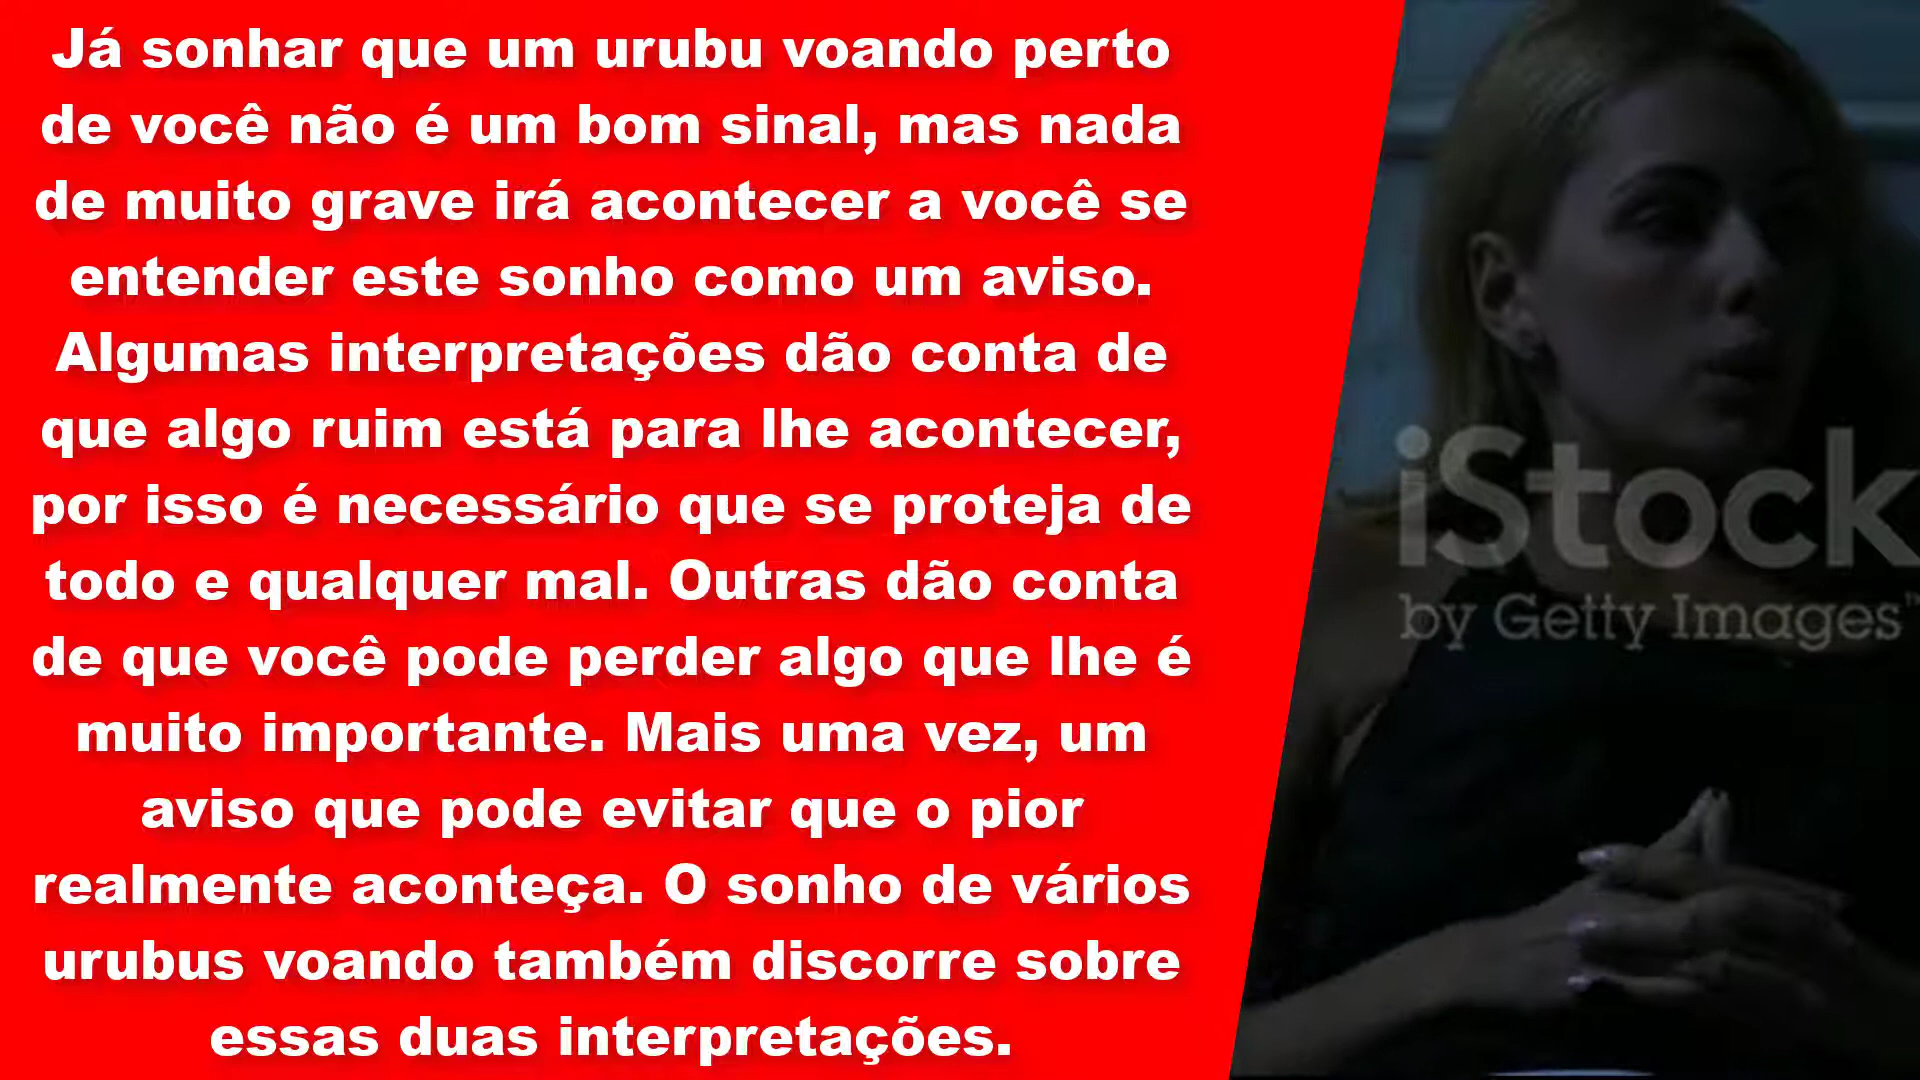 Já sonhar que um urubu voando perto
de você não é um bom sinal, mas nada
de muito grave irá acontecer a você se
entender este sonho como um aviso.
Algumas interpretações dão conta de
que algo ruim está para lhe acontecer,
por isso é necessário que se proteja de
todo e qualquer mal. Outras dão conta
de que você pode perder algo que lhe é
muito importante. Mais uma vez, um
aviso que pode evitar que o pior
realmente aconteça. O sonho de vários
urubus voando também discorre sobre
essas duas interpretações.
iStock
by Getty Images™